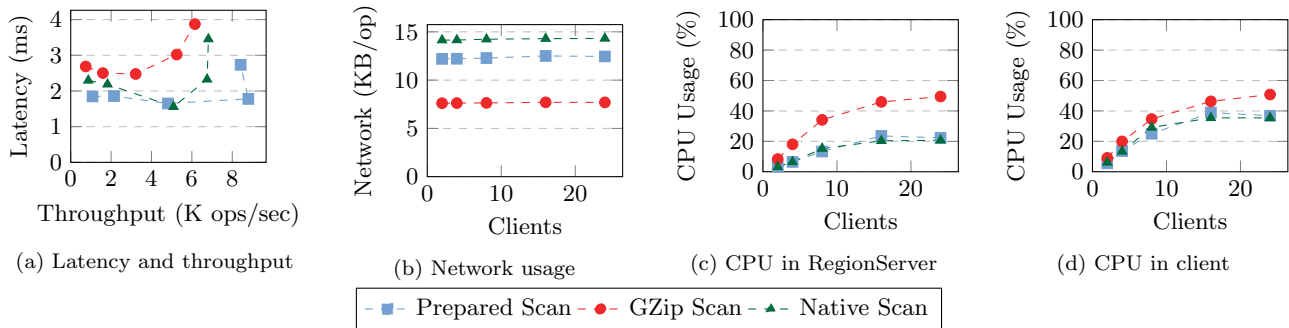 Latency (ms)
4
3
2
1
0
0 2 4 6 8
Throughput (K ops/sec)
(a) Latency and throughput
Network (KB/op)
15
10
5
0
0 10 20
Clients
(b) Network usage
CPU Usage (%)
100
80
60
40
20
0
0 10 20
Clients
(c) CPU in RegionServer
CPU Usage (%)
100
80
60
40
20
0
0 10 20
Clients
(d) CPU in client
Prepared Scan GZip Scan Native Scan